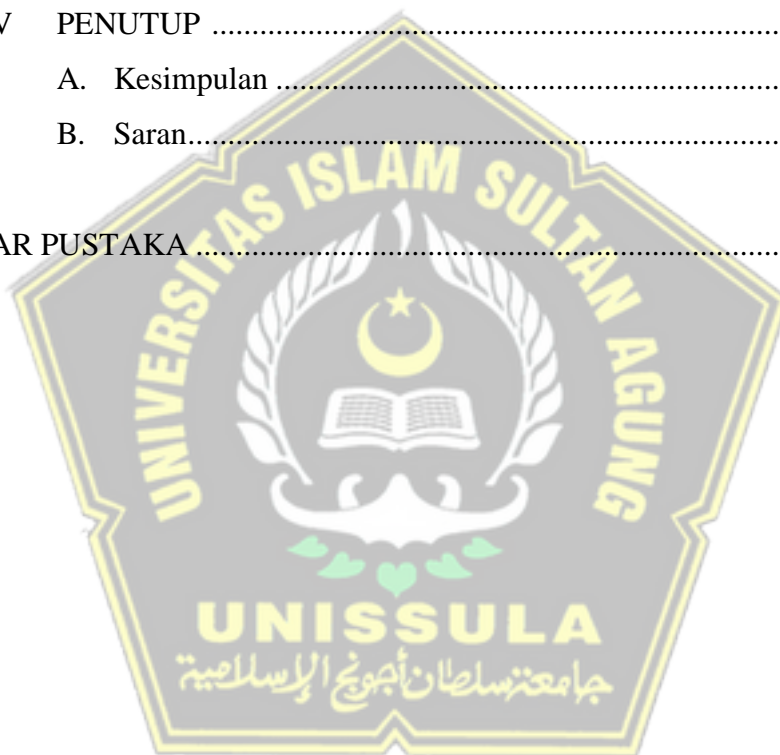 V PENUTUP ......................................................................
A. Kesimpulan ..............................................................
B. Saran..........................................................................
AR PUSTAKA ........................................................................
UNIVERSITAS ISLAM SULTAN AGUNG
UNISSULA
جامعة سلطان أجونج الإسلامية